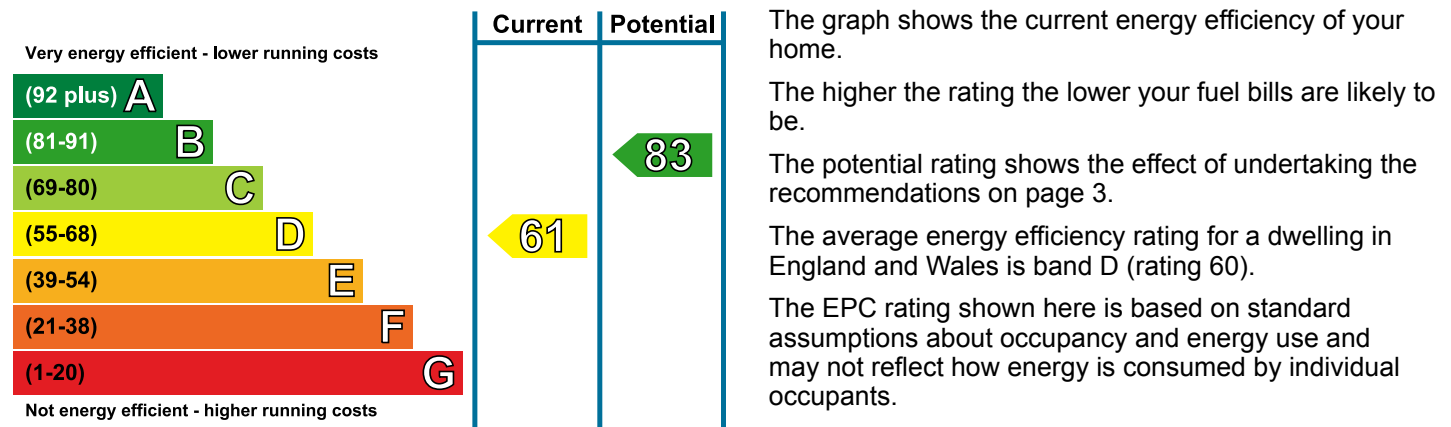 Current Potential
Very energy efficient - lower running costs
(92 plus) A
(81-91) B
83
(69-80) C
(55-68) D
61
(39-54) E
(21-38) F
(1-20) G
Not energy efficient - higher running costs
The graph shows the current energy efficiency of your
home.
The higher the rating the lower your fuel bills are likely to
be.
The potential rating shows the effect of undertaking the
recommendations on page 3.
The average energy efficiency rating for a dwelling in
England and Wales is band D (rating 60).
The EPC rating shown here is based on standard
assumptions about occupancy and energy use and
may not reflect how energy is consumed by individual
occupants.